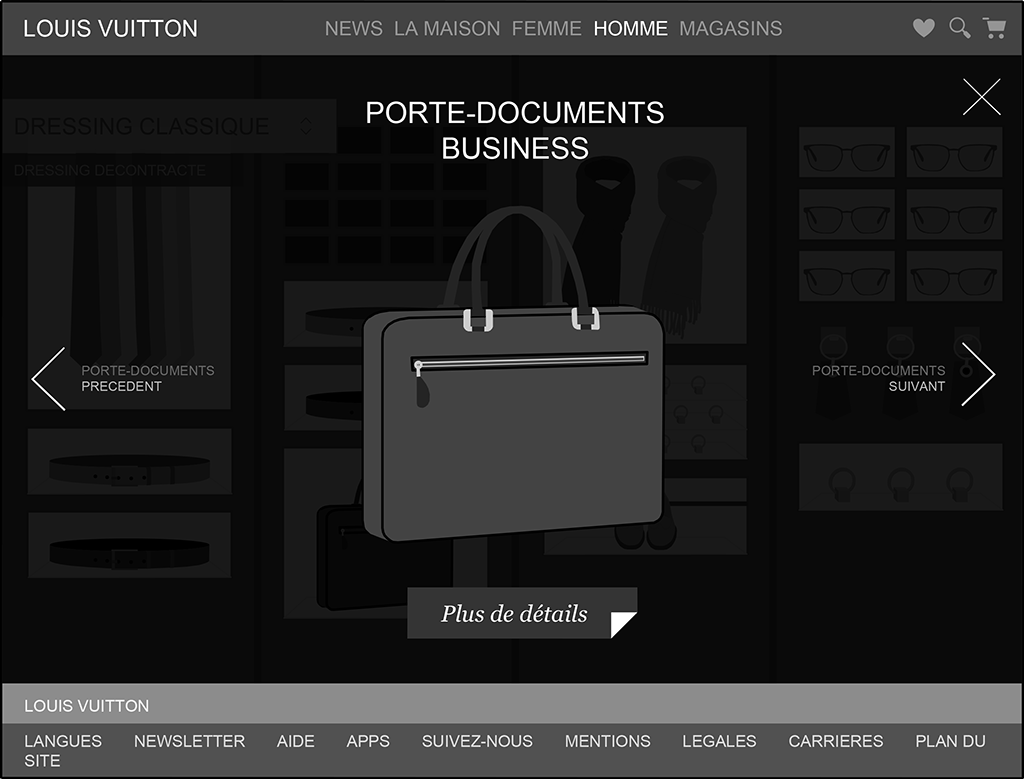 LOUIS VUITTON
NEWS LA MAISON FEMME HOMME MAGASINS
PORTE-DOCUMENTS
BUSINESS
DRESSING CLASSIQUE
DRESSING DECONTRACTE
PORTE-DOCUMENTS
PRECEDENT
PORTE-DOCUMENTS
SUIVANT
Plus de détails
LOUIS VUITTON
LANGUES NEWSLETTER AIDE APPS SUIVEZ-NOUS MENTIONS LEGALES CARRIERES PLAN DU
SITE